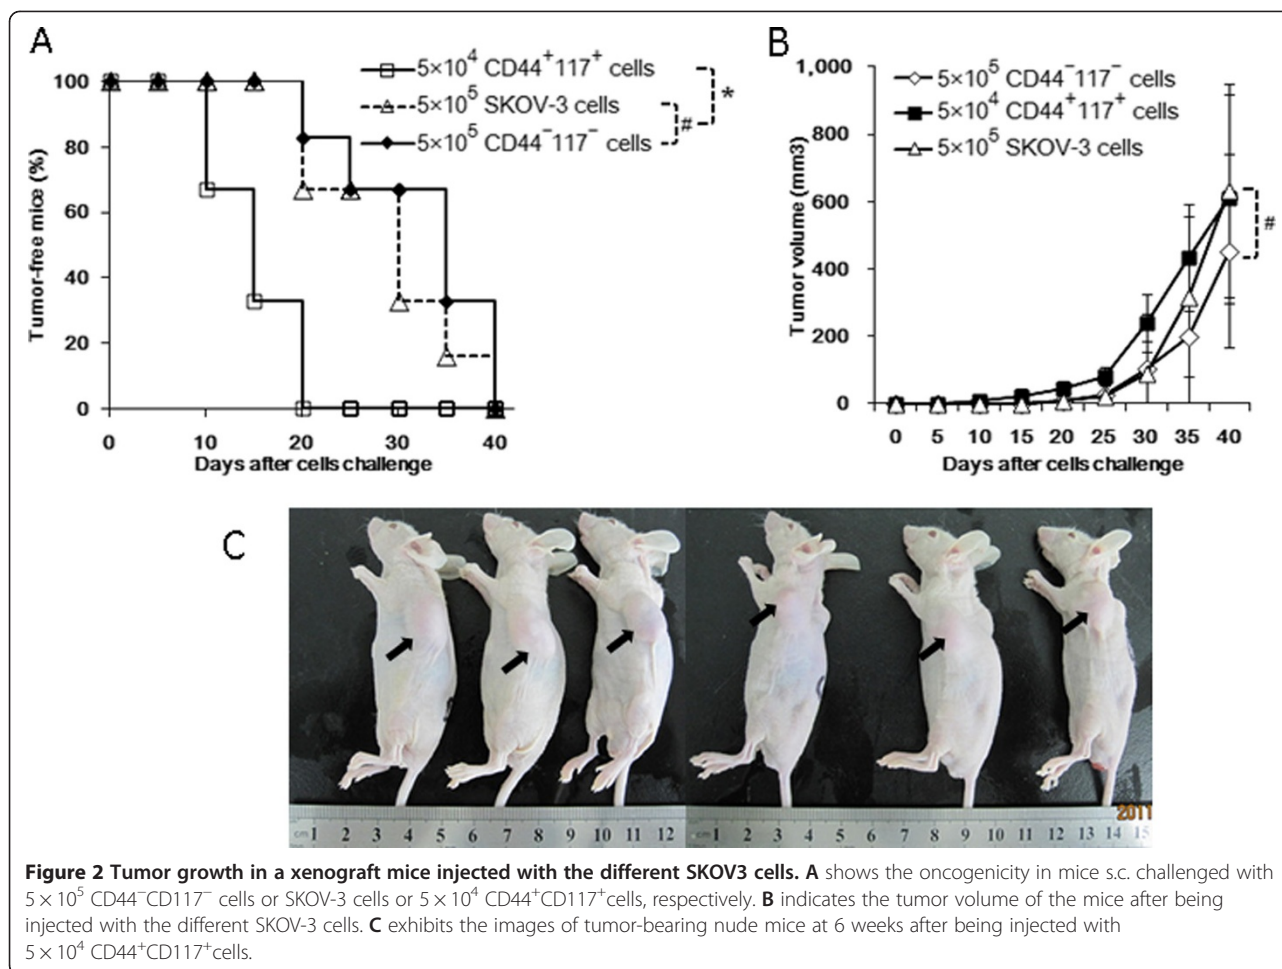 A
5×10⁴ CD44⁺117⁺ cells
5×10⁵ SKOV-3 cells
5×10⁵ CD44⁻117⁻ cells
*
#
Tumor-free mice (%)
100
80
60
40
20
0
0 10 20 30 40
Days after cells challenge
B
5×10⁵ CD44⁻117⁻ cells
5×10⁴ CD44⁺117⁺ cells
5×10⁵ SKOV-3 cells
#
Tumor volume (mm3)
1,000
800
600
400
200
0
0 5 10 15 20 25 30 35 40
Days after cells challenge
C
2011
cm 1 2 3 4 5 6 7 8 9 10 11 12
cm 1 2 3 4 5 6 7 8 9 10 11 12 13 14 15
Figure 2 Tumor growth in a xenograft mice injected with the different SKOV3 cells. A shows the oncogenicity in mice s.c. challenged with
5 × 10⁵ CD44⁻CD117⁻ cells or SKOV-3 cells or 5 × 10⁴ CD44⁺CD117⁺cells, respectively. B indicates the tumor volume of the mice after being
injected with the different SKOV-3 cells. C exhibits the images of tumor-bearing nude mice at 6 weeks after being injected with
5 × 10⁴ CD44⁺CD117⁺cells.